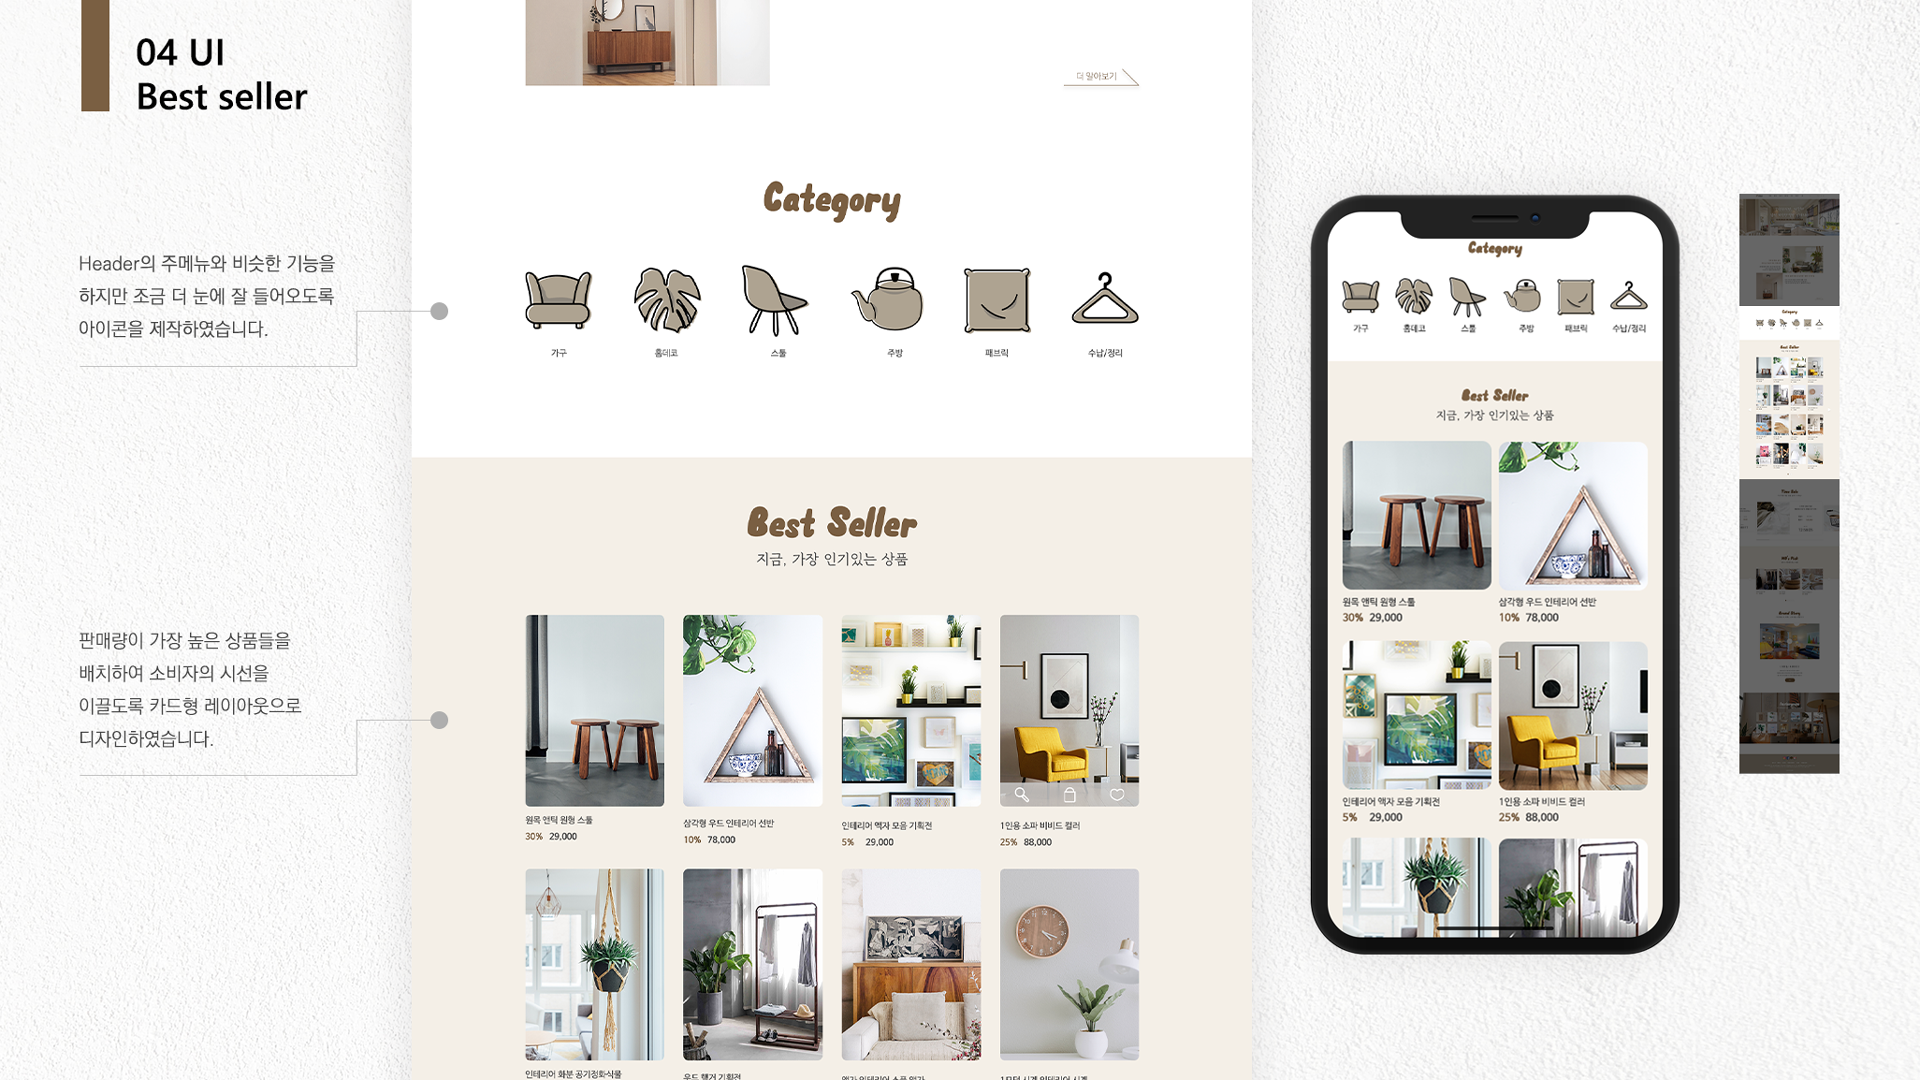 04 UI
Best seller
Header의 주메뉴와 비슷한 기능을
하지만 조금 더 눈에 잘 들어오도록
아이콘을 제작하였습니다.
판매량이 가장 높은 상품들을
배치하여 소비자의 시선을
이끌도록 카드형 레이아웃으로
디자인하였습니다.
더 알아보기
Category
가구 홈데코 스툴 주방 패브릭 수납/정리
Best Seller
지금, 가장 인기있는 상품
원목 앤틱 원형 스툴
30% 29,000
삼각형 우드 인테리어 선반
10% 78,000
인테리어 액자 모음 기획전
5% 29,000
1인용 소파 비비드 컬러
25% 88,000
인테리어 화분 공기정화식물
우드 행거 기획전
Category
가구 홈데코 스툴 주방 패브릭 수납/정리
Best Seller
지금, 가장 인기있는 상품
원목 앤틱 원형 스툴
30% 29,000
삼각형 우드 인테리어 선반
10% 78,000
인테리어 액자 모음 기획전
5% 29,000
1인용 소파 비비드 컬러
25% 88,000
Category
Best Seller